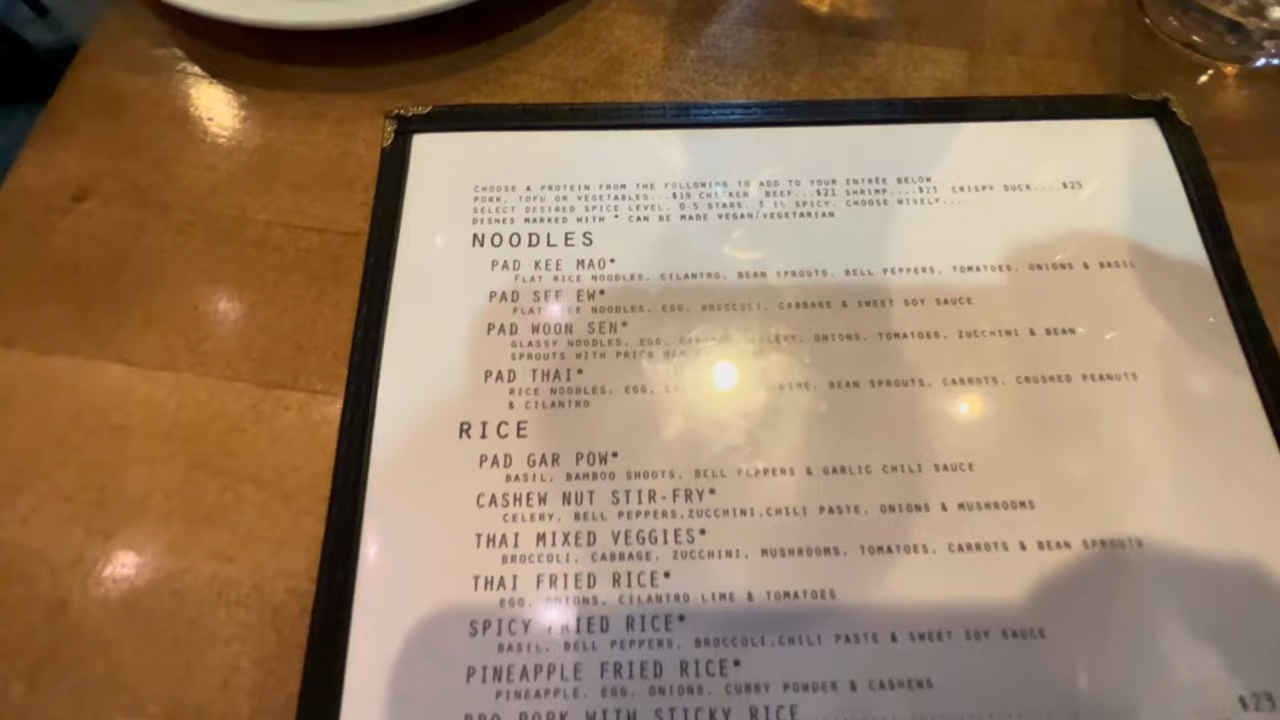 CHOOSE A PROTEIN FROM THE FOLLOWING TO ADD TO YOUR ENTRÉE BELOW
PORK, TOFU OR VEGETABLES...$19 CHICKEN BEEF...$21 SHRIMP....$23 CRISPY DUCK....$25
SELECT DESIRED SPICE LEVEL, 0-5 STARS, 3 IS SPICY, CHOOSE WISELY...
DISHES MARKED WITH * CAN BE MADE VEGAN/VEGETARIAN
NOODLES
PAD KEE MAO*
FLAT RICE NOODLES, CILANTRO, BEAN SPROUTS, BELL PEPPERS, TOMATOES, ONIONS & BASIL
PAD SEE EW*
FLAT RICE NOODLES, EGG, BROCCOLI, CABBAGE & SWEET SOY SAUCE
PAD WOON SEN*
GLASSY NOODLES, EGG, ONIONS, TOMATOES, ZUCCHINI & BEAN
SPROUTS WITH
PAD THAI*
RICE NOODLES, EGG, BEAN SPROUTS, CARROTS, CRUSHED PEANUTS
& CILANTRO
RICE
PAD GAR POW*
BASIL, BAMBOO SHOOTS, BELL PEPPERS & GARLIC CHILI SAUCE
CASHEW NUT STIR-FRY*
CELERY, BELL PEPPERS,ZUCCHINI,CHILI PASTE, ONIONS & MUSHROOMS
THAI MIXED VEGGIES*
BROCCOLI, CABBAGE, ZUCCHINI, MUSHROOMS, TOMATOES, CARROTS & BEAN SPROUTS
THAI FRIED RICE*
EGG, ONIONS, CILANTRO LIME & TOMATOES
SPICY FRIED RICE*
BASIL, BELL PEPPERS, BROCCOLI,CHILI PASTE & SWEET SOY SAUCE
PINEAPPLE FRIED RICE*
PINEAPPLE, EGG, ONIONS, CURRY POWDER & CASHEWS
BBQ PORK WITH STICKY RICE $23